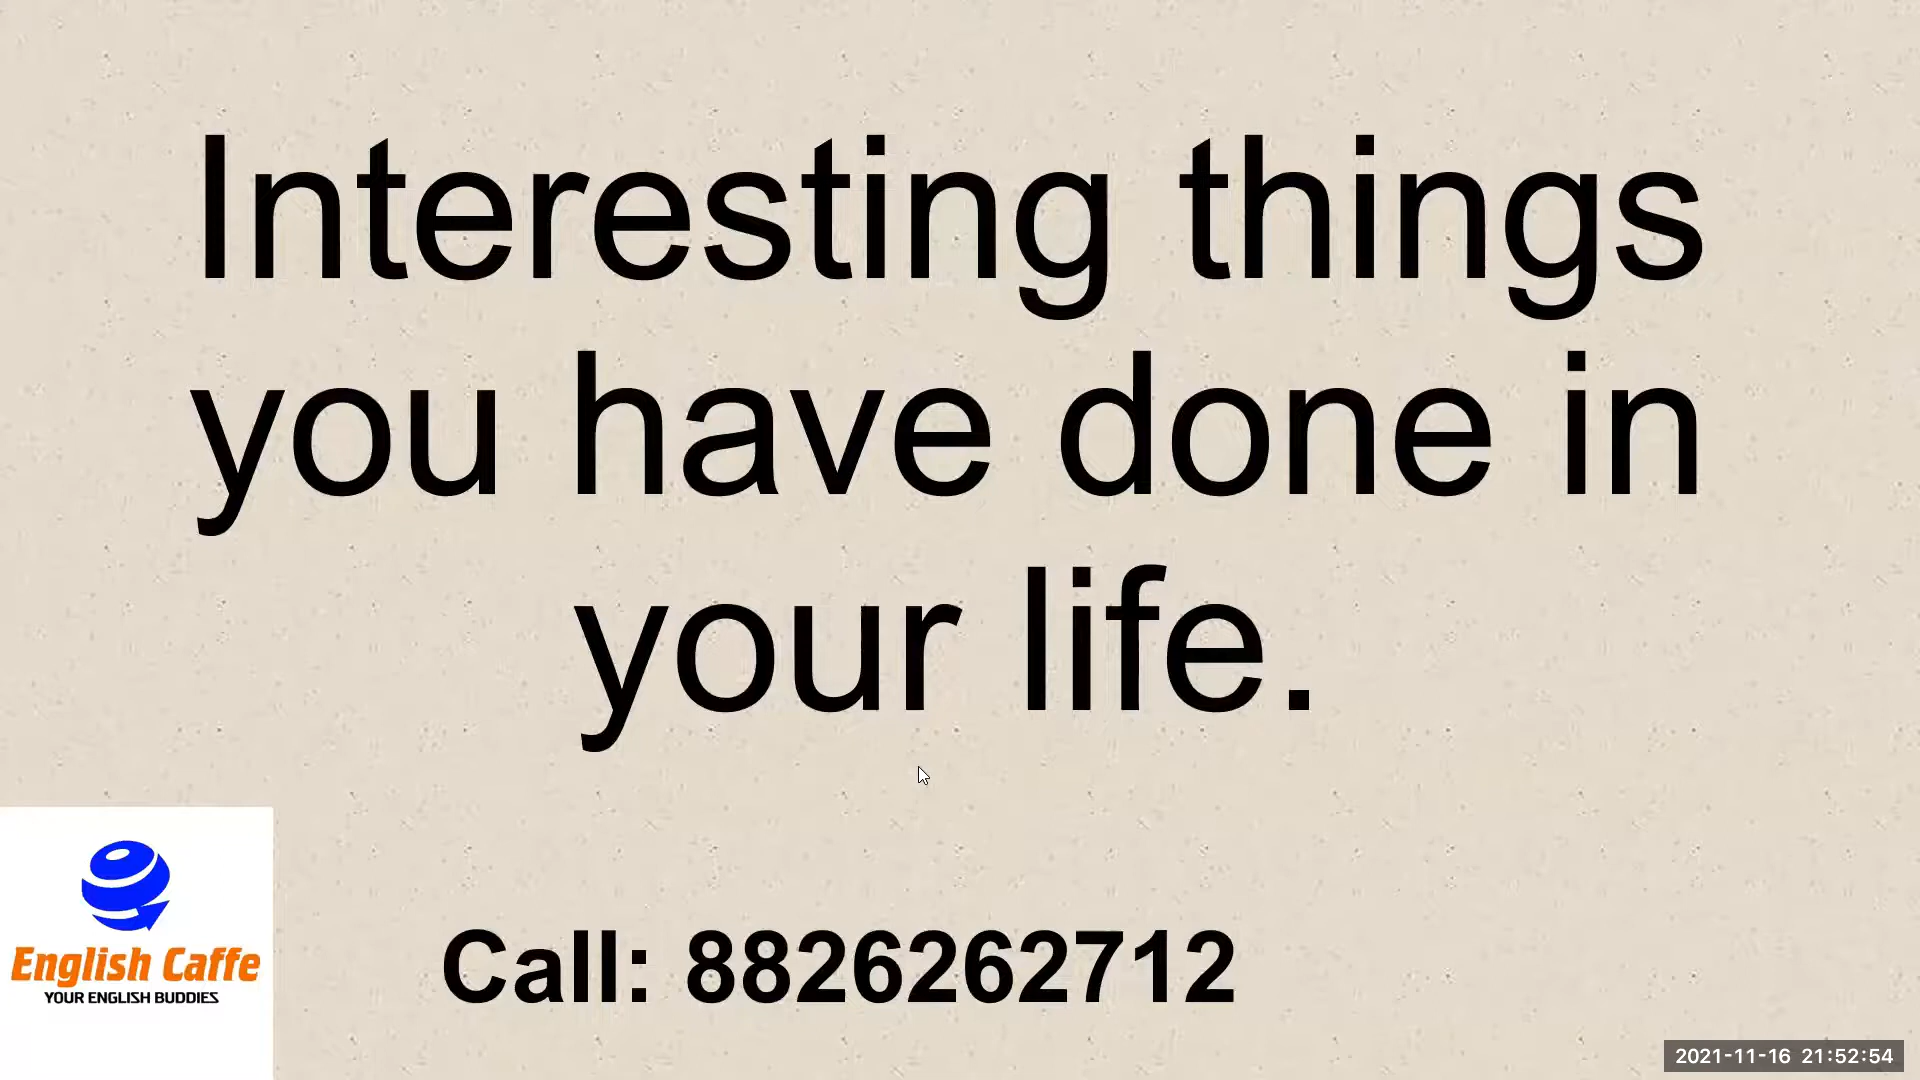 Interesting things
you have done in
your life.
English Caffe
YOUR ENGLISH BUDDIES
Call: 8826262712
2021-11-16 21:52:54